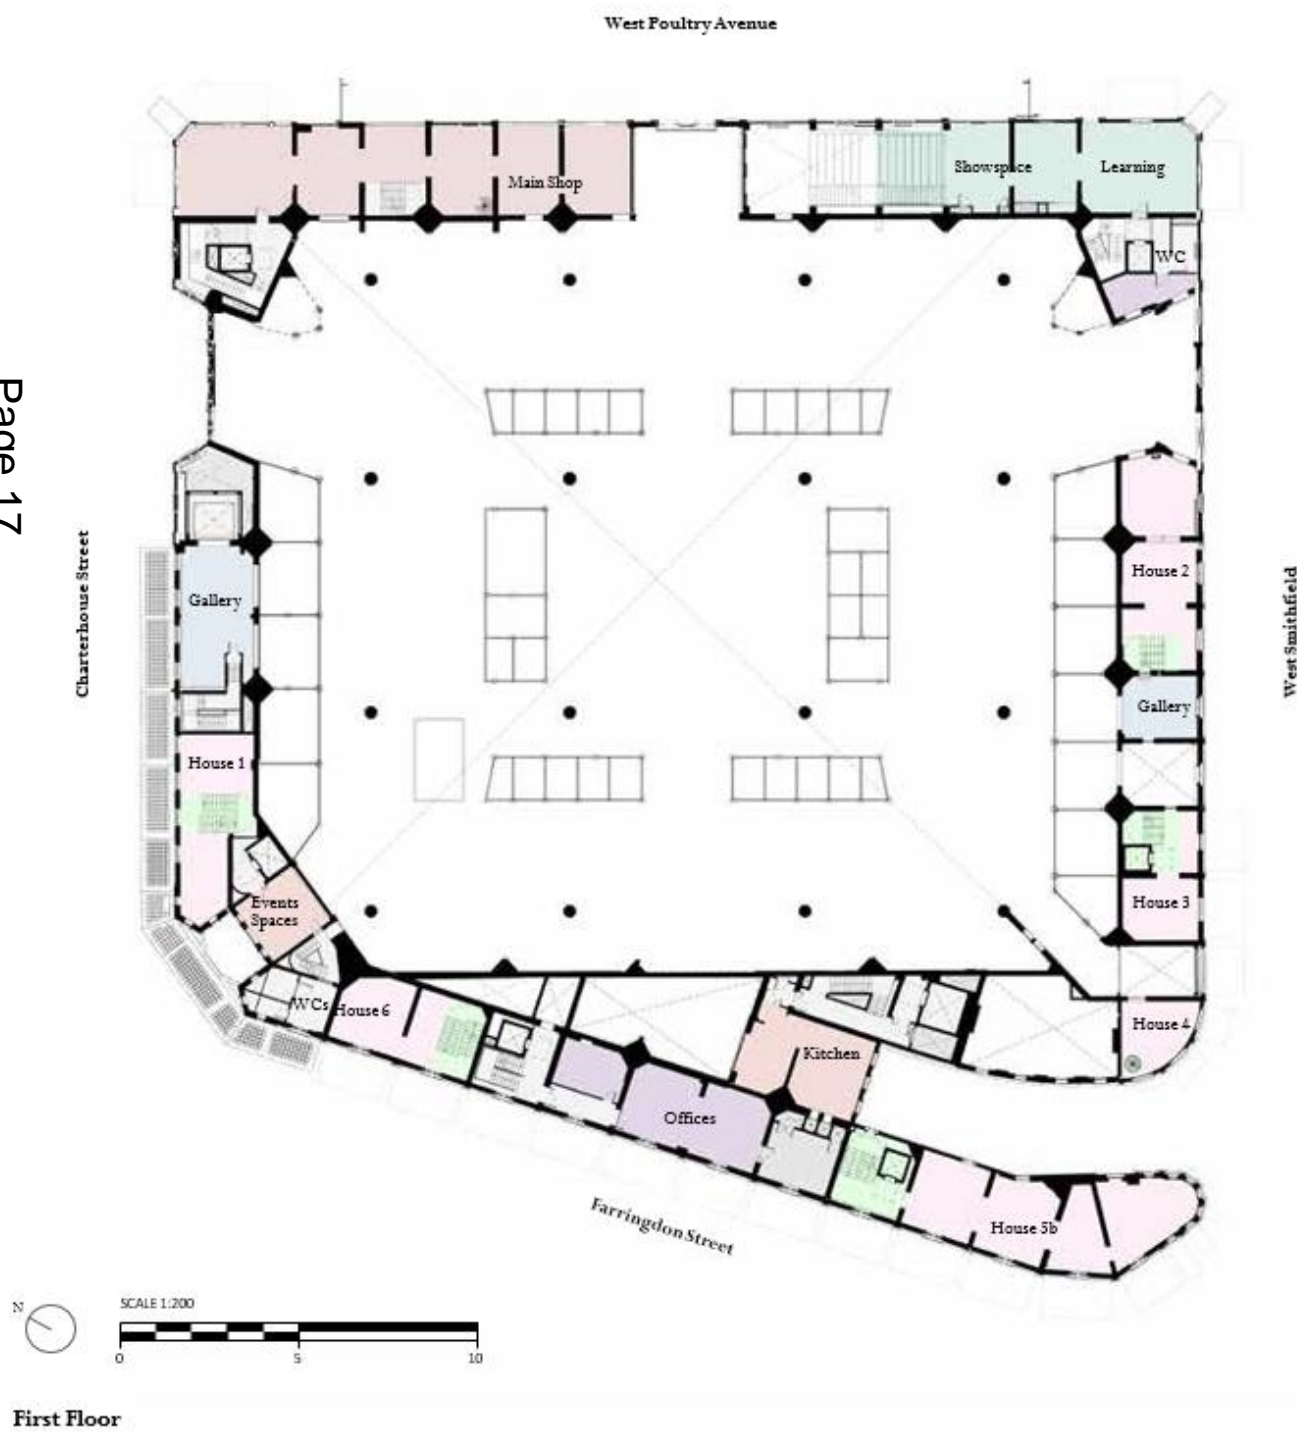 West Poultry Avenue
Main Shop
Showspace
Learning
WC
Page 17
Charterhouse Street
West Smithfield
Gallery
House 2
Gallery
House 1
House 3
Events
Spaces
WCs
House 6
House 4
Kitchen
Offices
House 5b
Farringdon Street
N
SCALE 1:200
0
5
10
First Floor